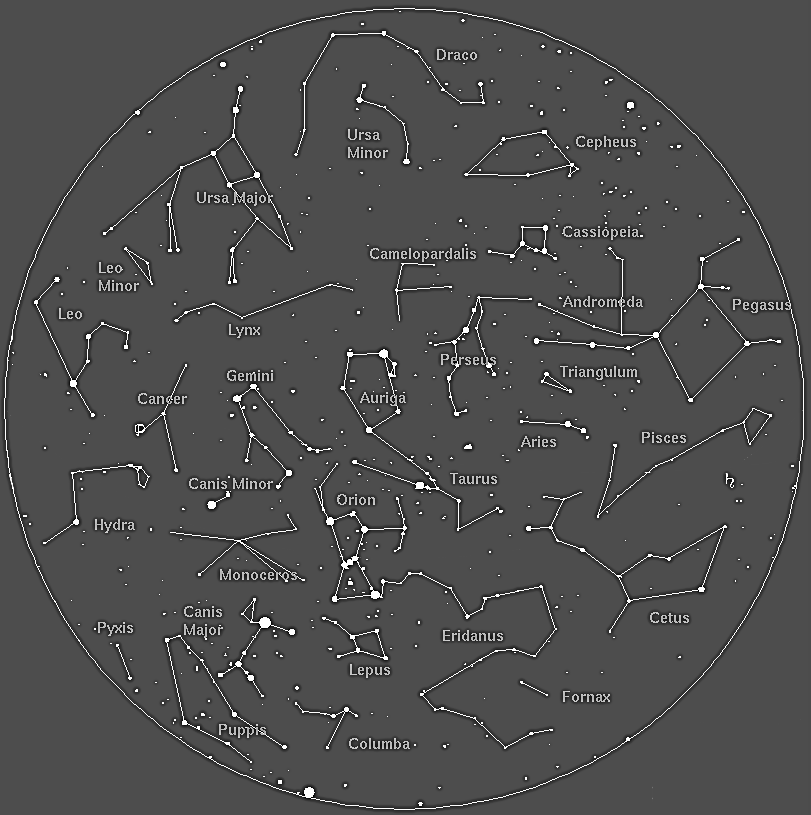 Draco
Ursa
Minor
Cepheus
Ursa Major
Cassiopeia
Camelopardalis
Leo
Minor
Andromeda
Pegasus
Leo
Lynx
Perseus
Triangulum
Gemini
Cancer
Auriga
Aries
Pisces
Canis Minor
Taurus
Orion
Hydra
Monoceros
Canis
Major
Pyxis
Cetus
Eridanus
Lepus
Fornax
Puppis
Columba